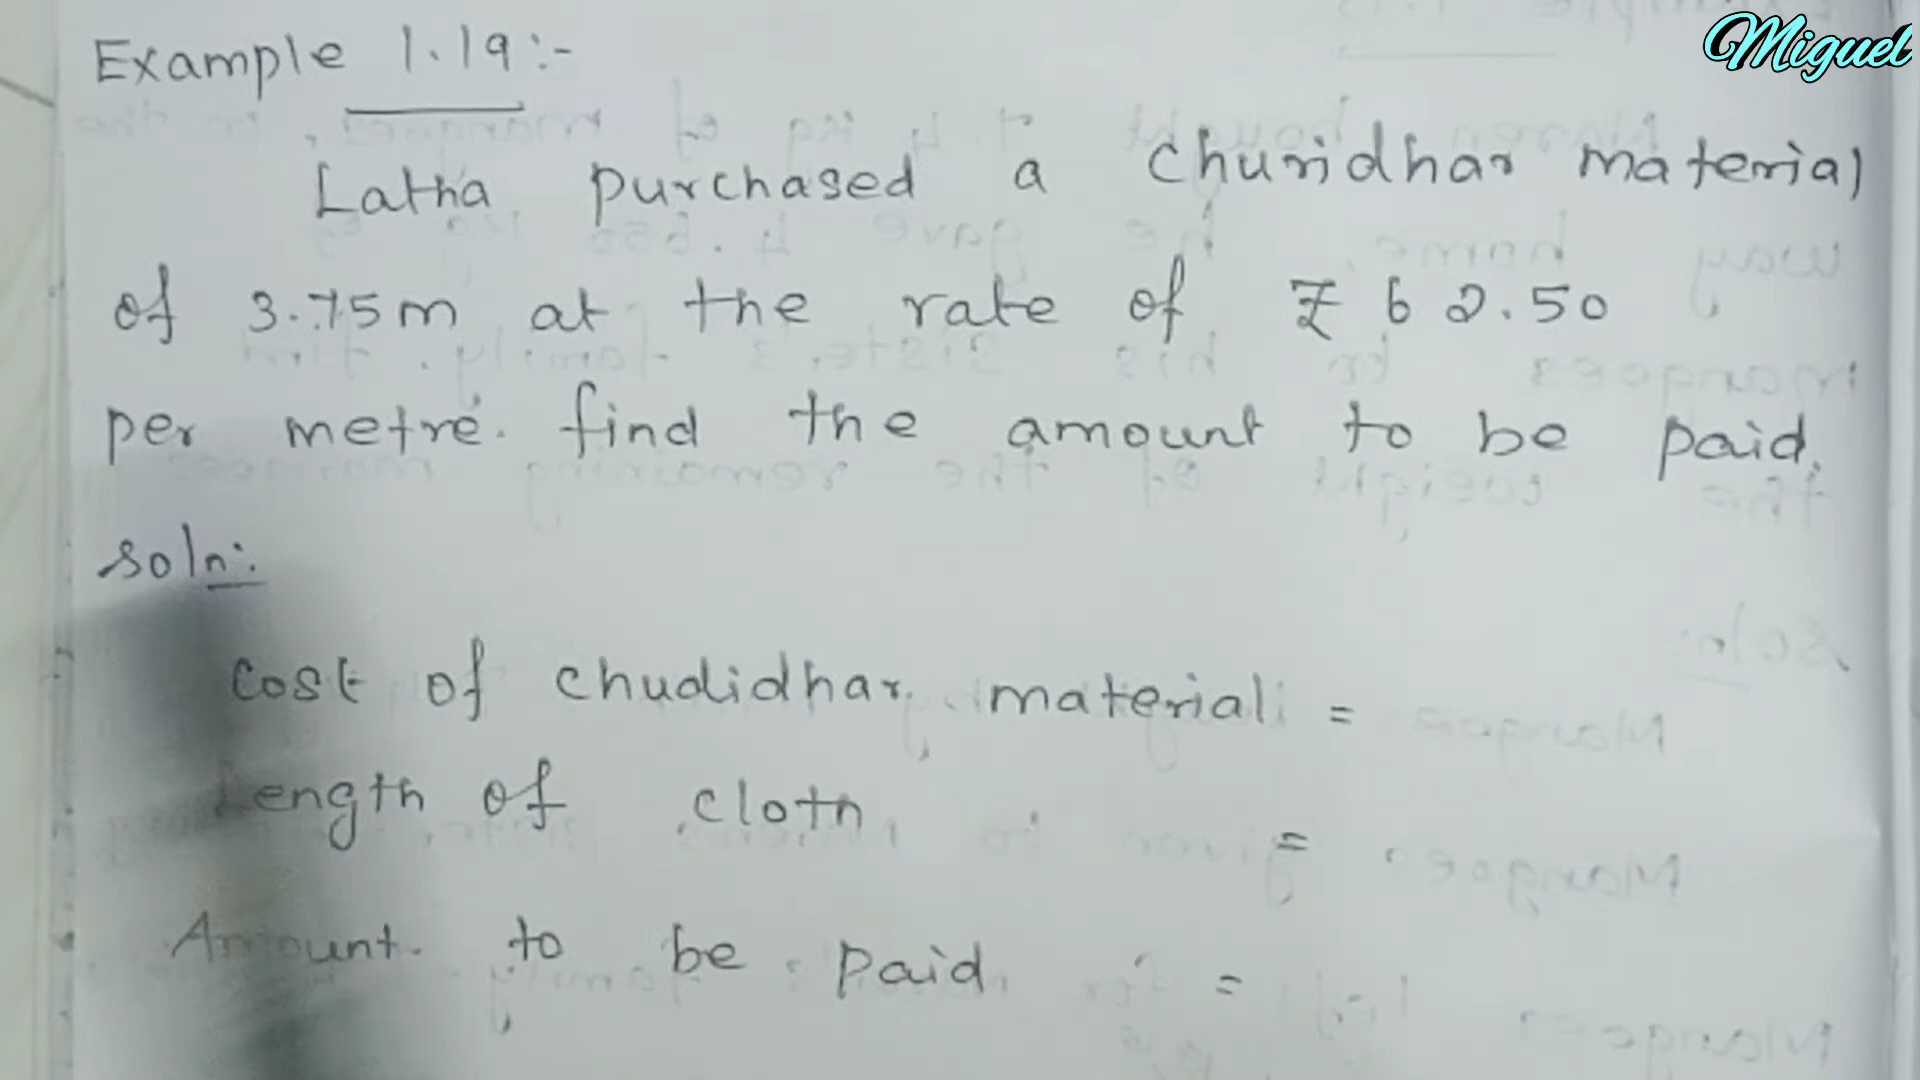 Miguel
Example 1.19:-
Latha purchased a churidhar material
of 3.75m at the rate of ₹ 62.50
per metre. find the amount to be paid.
soln:
cost of chudidhar material =
Length of cloth =
Amount to be paid =